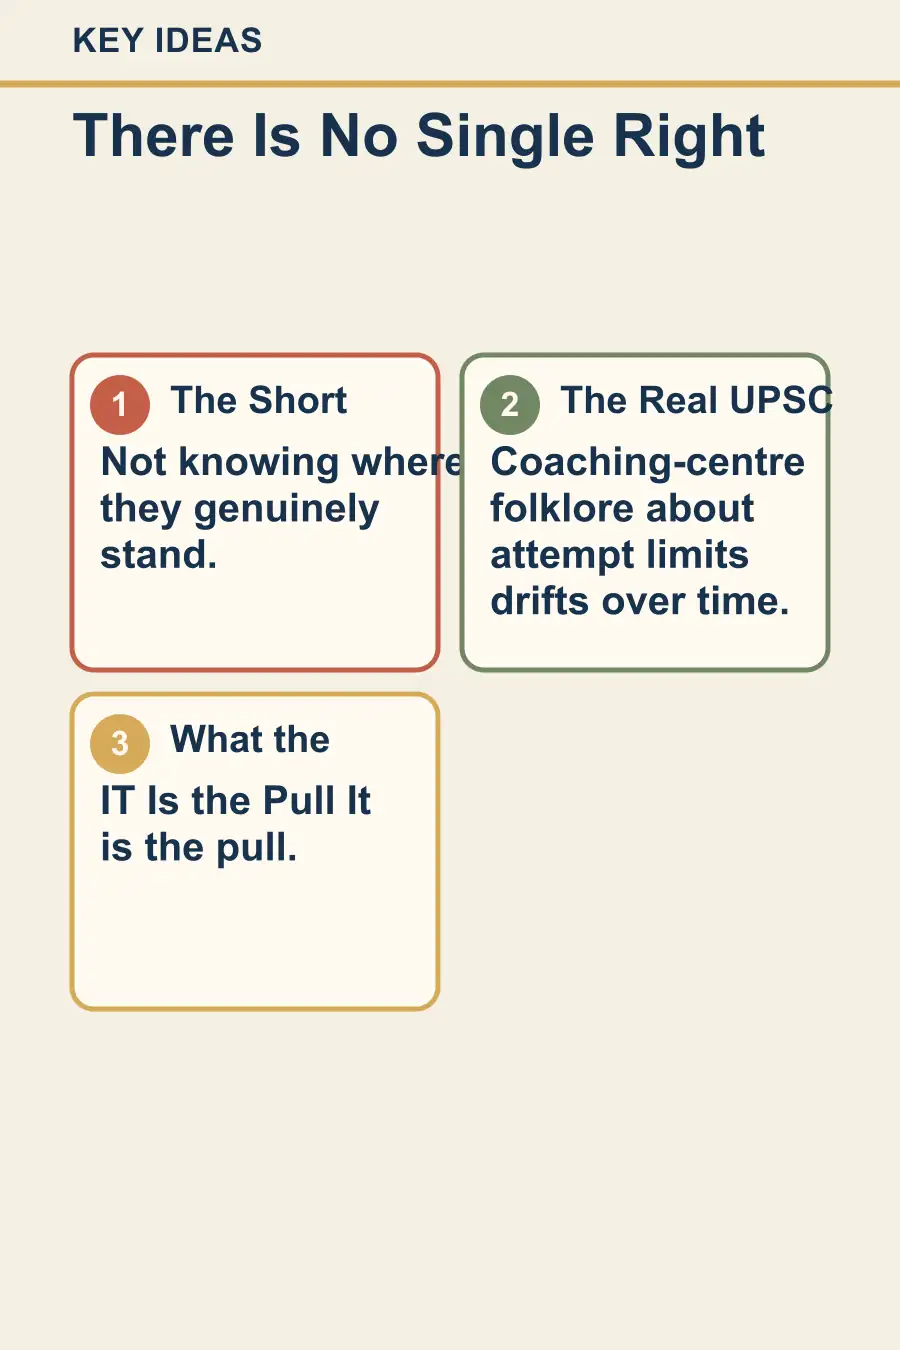 KEY IDEAS
There Is No Single Right
1 The Short
Not knowing where
they genuinely
stand.
2 The Real UPSC
Coaching-centre
folklore about
attempt limits
drifts over time.
3 What the
IT Is the Pull It
is the pull.